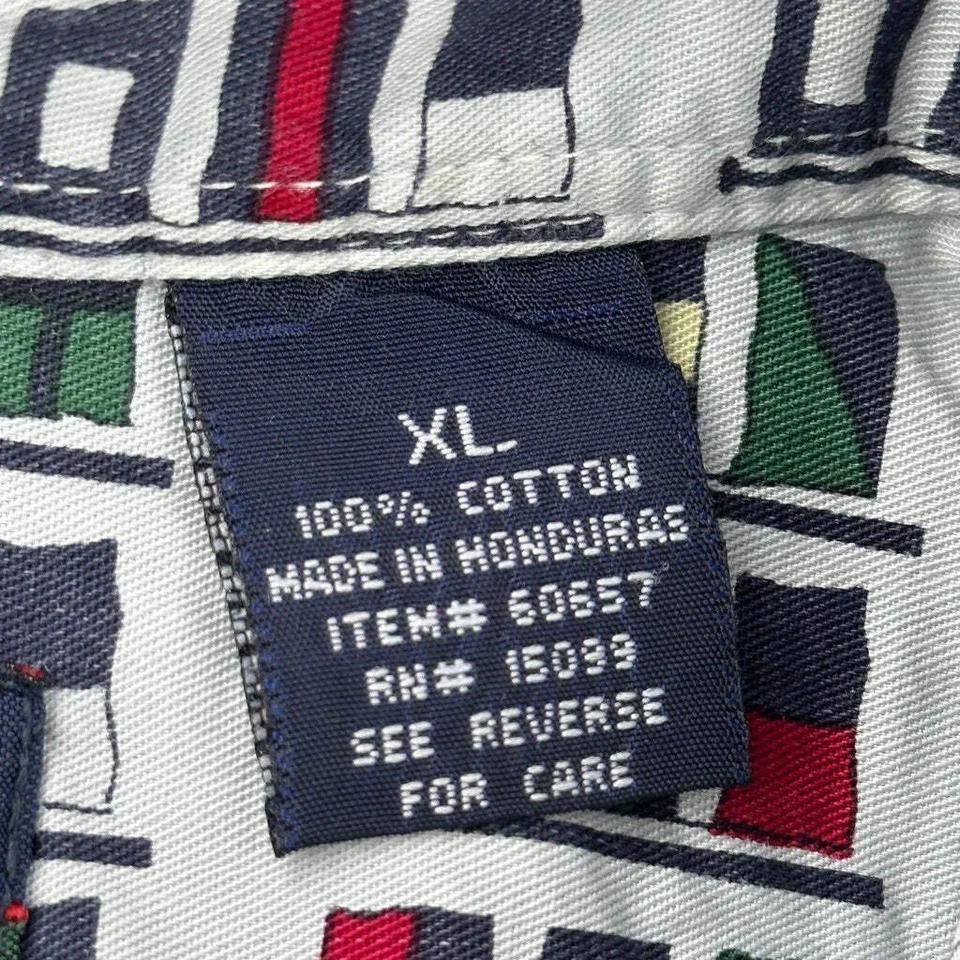 XL
100% COTTON
MADE IN HONDURAS
ITEM# 60657
RN# 15099
SEE REVERSE
FOR CARE